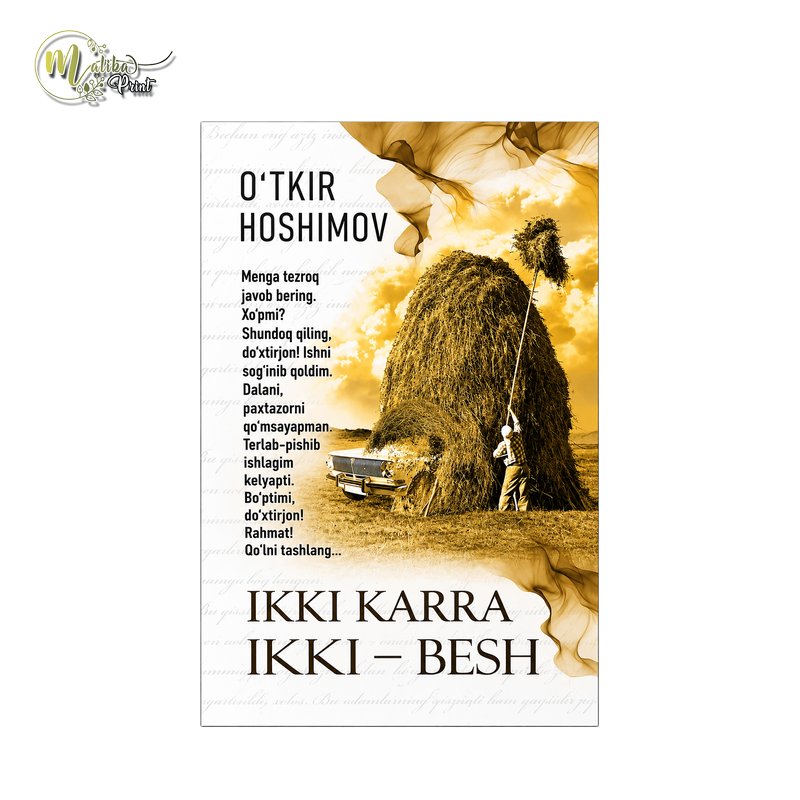 Maliba
Print
O‘TKIR
HOSHIMOV
Menga tezroq
javob bering.
Xo‘pmi?
Shundoq qiling,
do‘xtirjon! Ishni
sog‘inib qoldim.
Dalani,
paxtazorni
qo‘msayapman.
Terlab-pishib
ishlagim
kelyapti.
Bo‘ptimi,
do‘xtirjon!
Rahmat!
Qo‘lni tashlang...
IKKI KARRA
IKKI – BESH